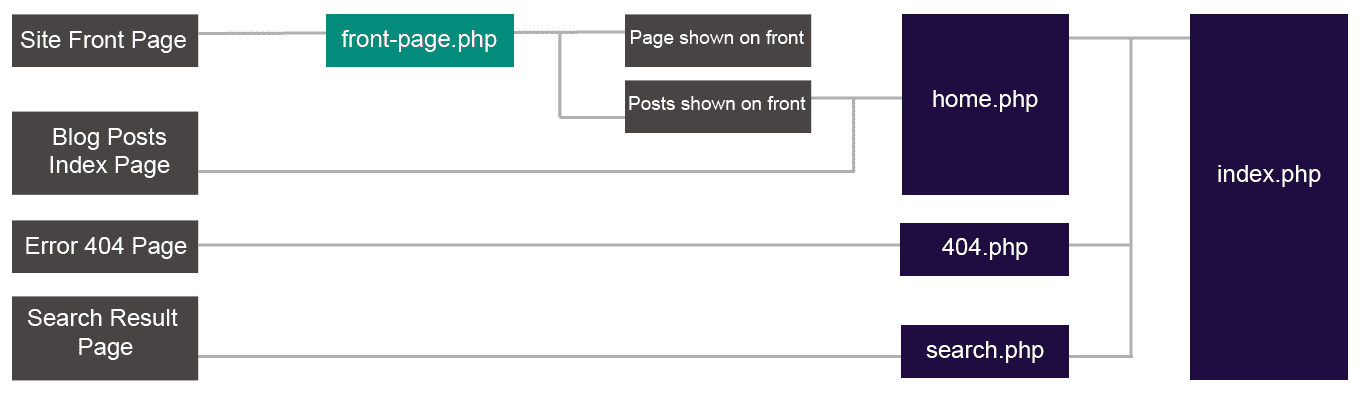 Site Front Page
front-page.php
Page shown on front
Posts shown on front
home.php
index.php
Blog Posts
Index Page
Error 404 Page
404.php
Search Result
Page
search.php